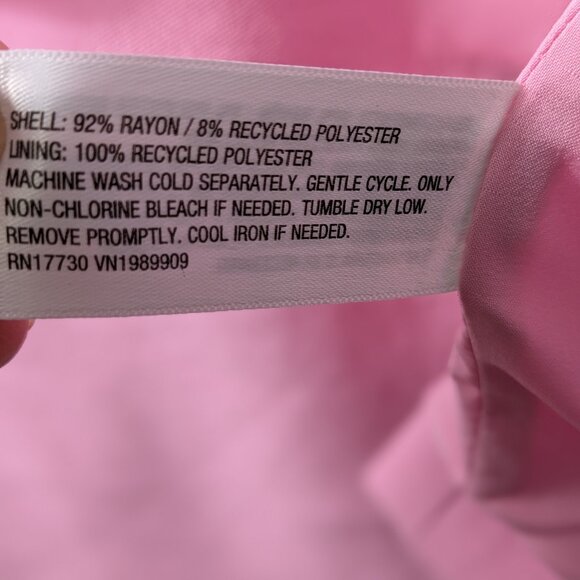 SHELL: 92% RAYON / 8% RECYCLED POLYESTER
LINING: 100% RECYCLED POLYESTER
MACHINE WASH COLD SEPARATELY. GENTLE CYCLE. ONLY
NON-CHLORINE BLEACH IF NEEDED. TUMBLE DRY LOW.
REMOVE PROMPTLY. COOL IRON IF NEEDED.
RN17730 VN1989909